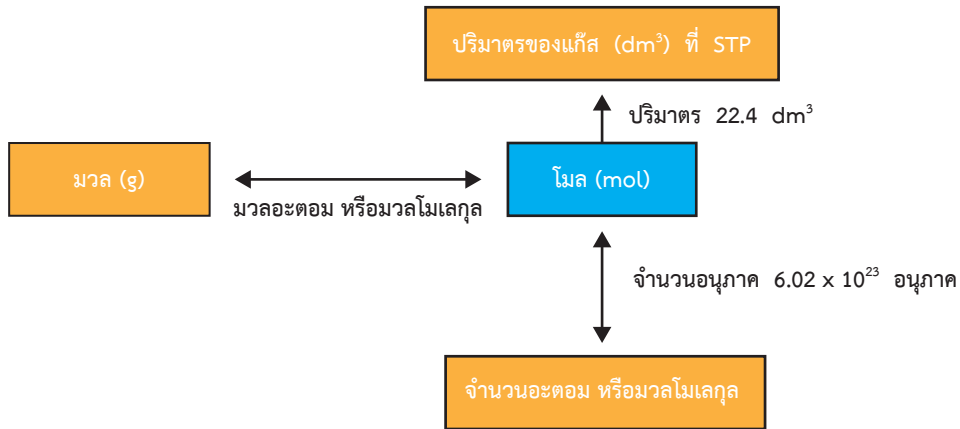 ปริมาตรของแก๊ส (dm³) ที่ STP
ปริมาตร 22.4 dm³
มวล (g)
โมล (mol)
มวลอะตอม หรือมวลโมเลกุล
จำนวนอนุภาค 6.02 x 10²³ อนุภาค
จำนวนอะตอม หรือมวลโมเลกุล